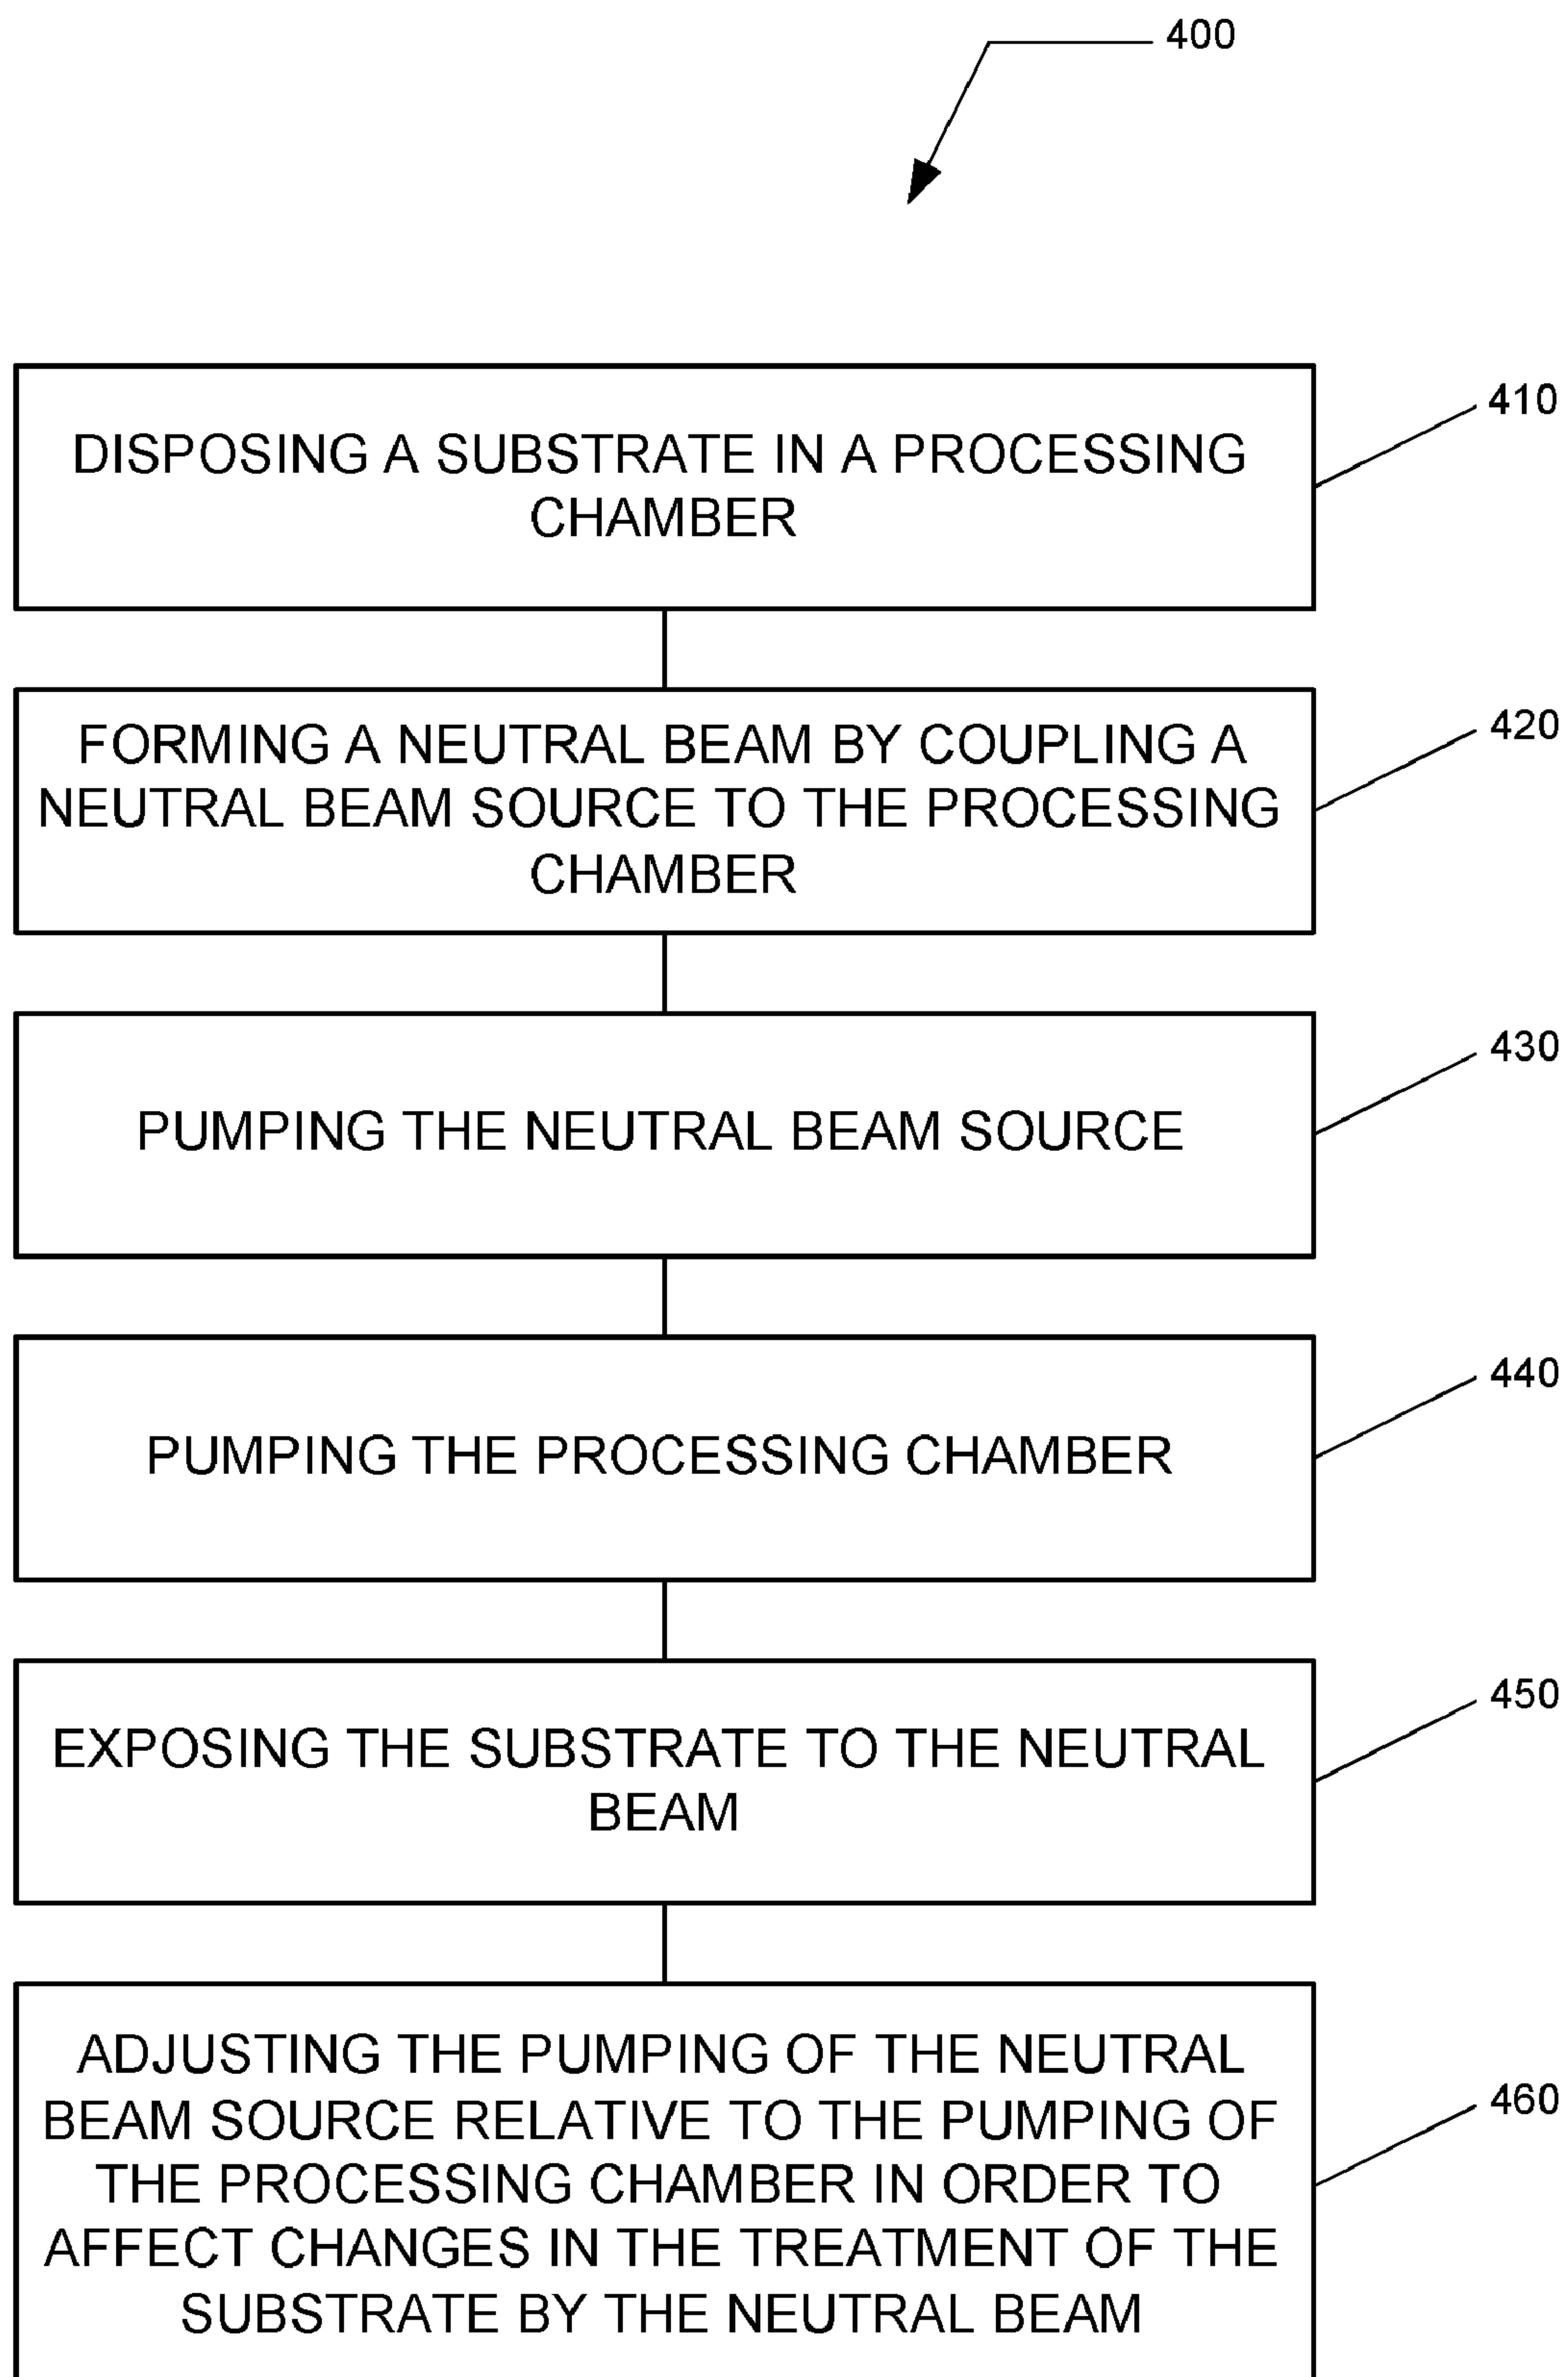 400
DISPOSING A SUBSTRATE IN A PROCESSING
CHAMBER
410
FORMING A NEUTRAL BEAM BY COUPLING A
NEUTRAL BEAM SOURCE TO THE PROCESSING
CHAMBER
420
PUMPING THE NEUTRAL BEAM SOURCE
430
PUMPING THE PROCESSING CHAMBER
440
EXPOSING THE SUBSTRATE TO THE NEUTRAL
BEAM
450
ADJUSTING THE PUMPING OF THE NEUTRAL
BEAM SOURCE RELATIVE TO THE PUMPING OF
THE PROCESSING CHAMBER IN ORDER TO
AFFECT CHANGES IN THE TREATMENT OF THE
SUBSTRATE BY THE NEUTRAL BEAM
460